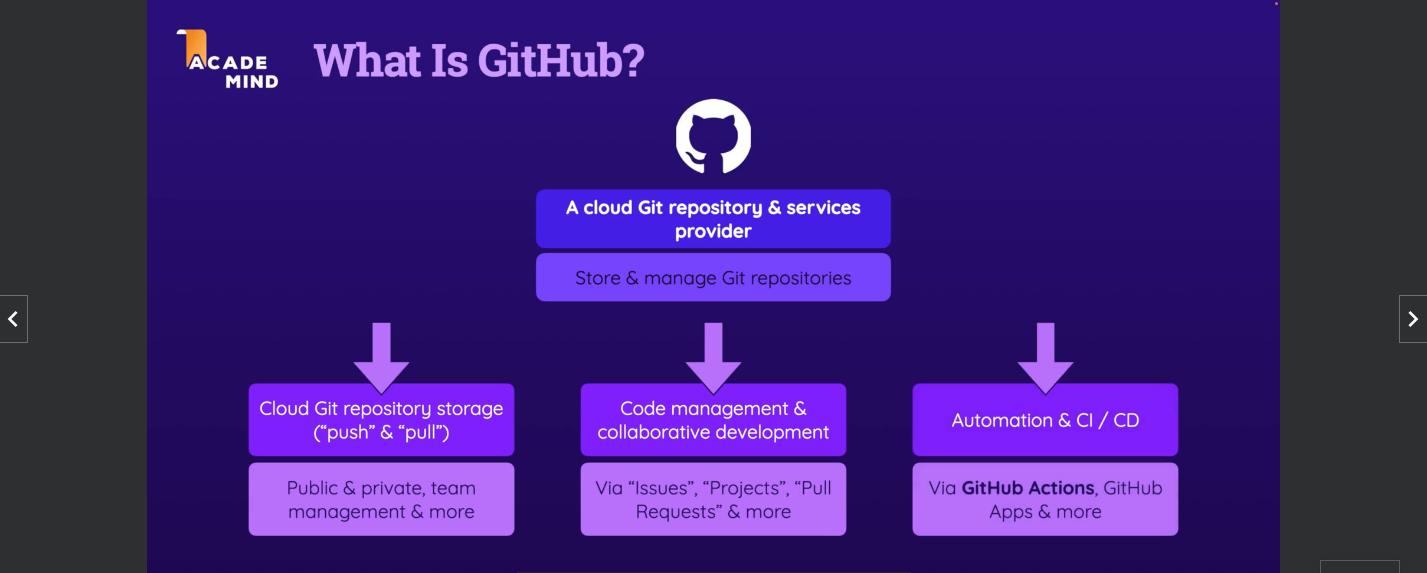 ACADE
MIND
What Is GitHub?
A cloud Git repository & services
provider
Store & manage Git repositories
Cloud Git repository storage
(“push” & “pull”)
Public & private, team
management & more
Code management &
collaborative development
Via “Issues”, “Projects”, “Pull
Requests” & more
Automation & CI / CD
Via GitHub Actions, GitHub
Apps & more